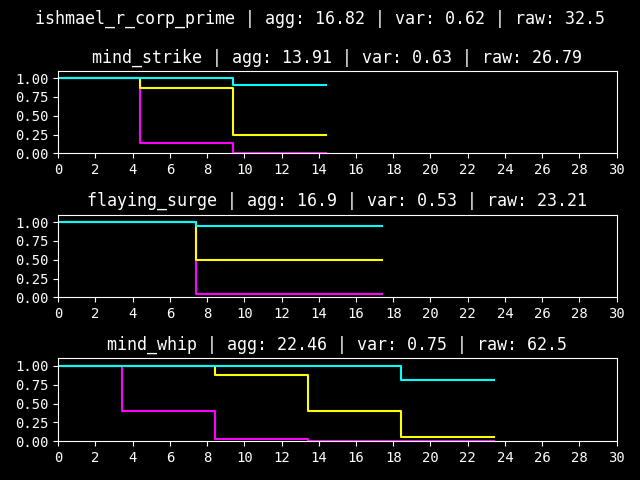 ishmael_r_corp_prime | agg: 16.82 | var: 0.62 | raw: 32.5
mind_strike | agg: 13.91 | var: 0.63 | raw: 26.79
1.00
0.75
0.50
0.25
0.00
0 2 4 6 8 10 12 14 16 18 20 22 24 26 28 30
flaying_surge | agg: 16.9 | var: 0.53 | raw: 23.21
1.00
0.75
0.50
0.25
0.00
0 2 4 6 8 10 12 14 16 18 20 22 24 26 28 30
mind_whip | agg: 22.46 | var: 0.75 | raw: 62.5
1.00
0.75
0.50
0.25
0.00
0 2 4 6 8 10 12 14 16 18 20 22 24 26 28 30